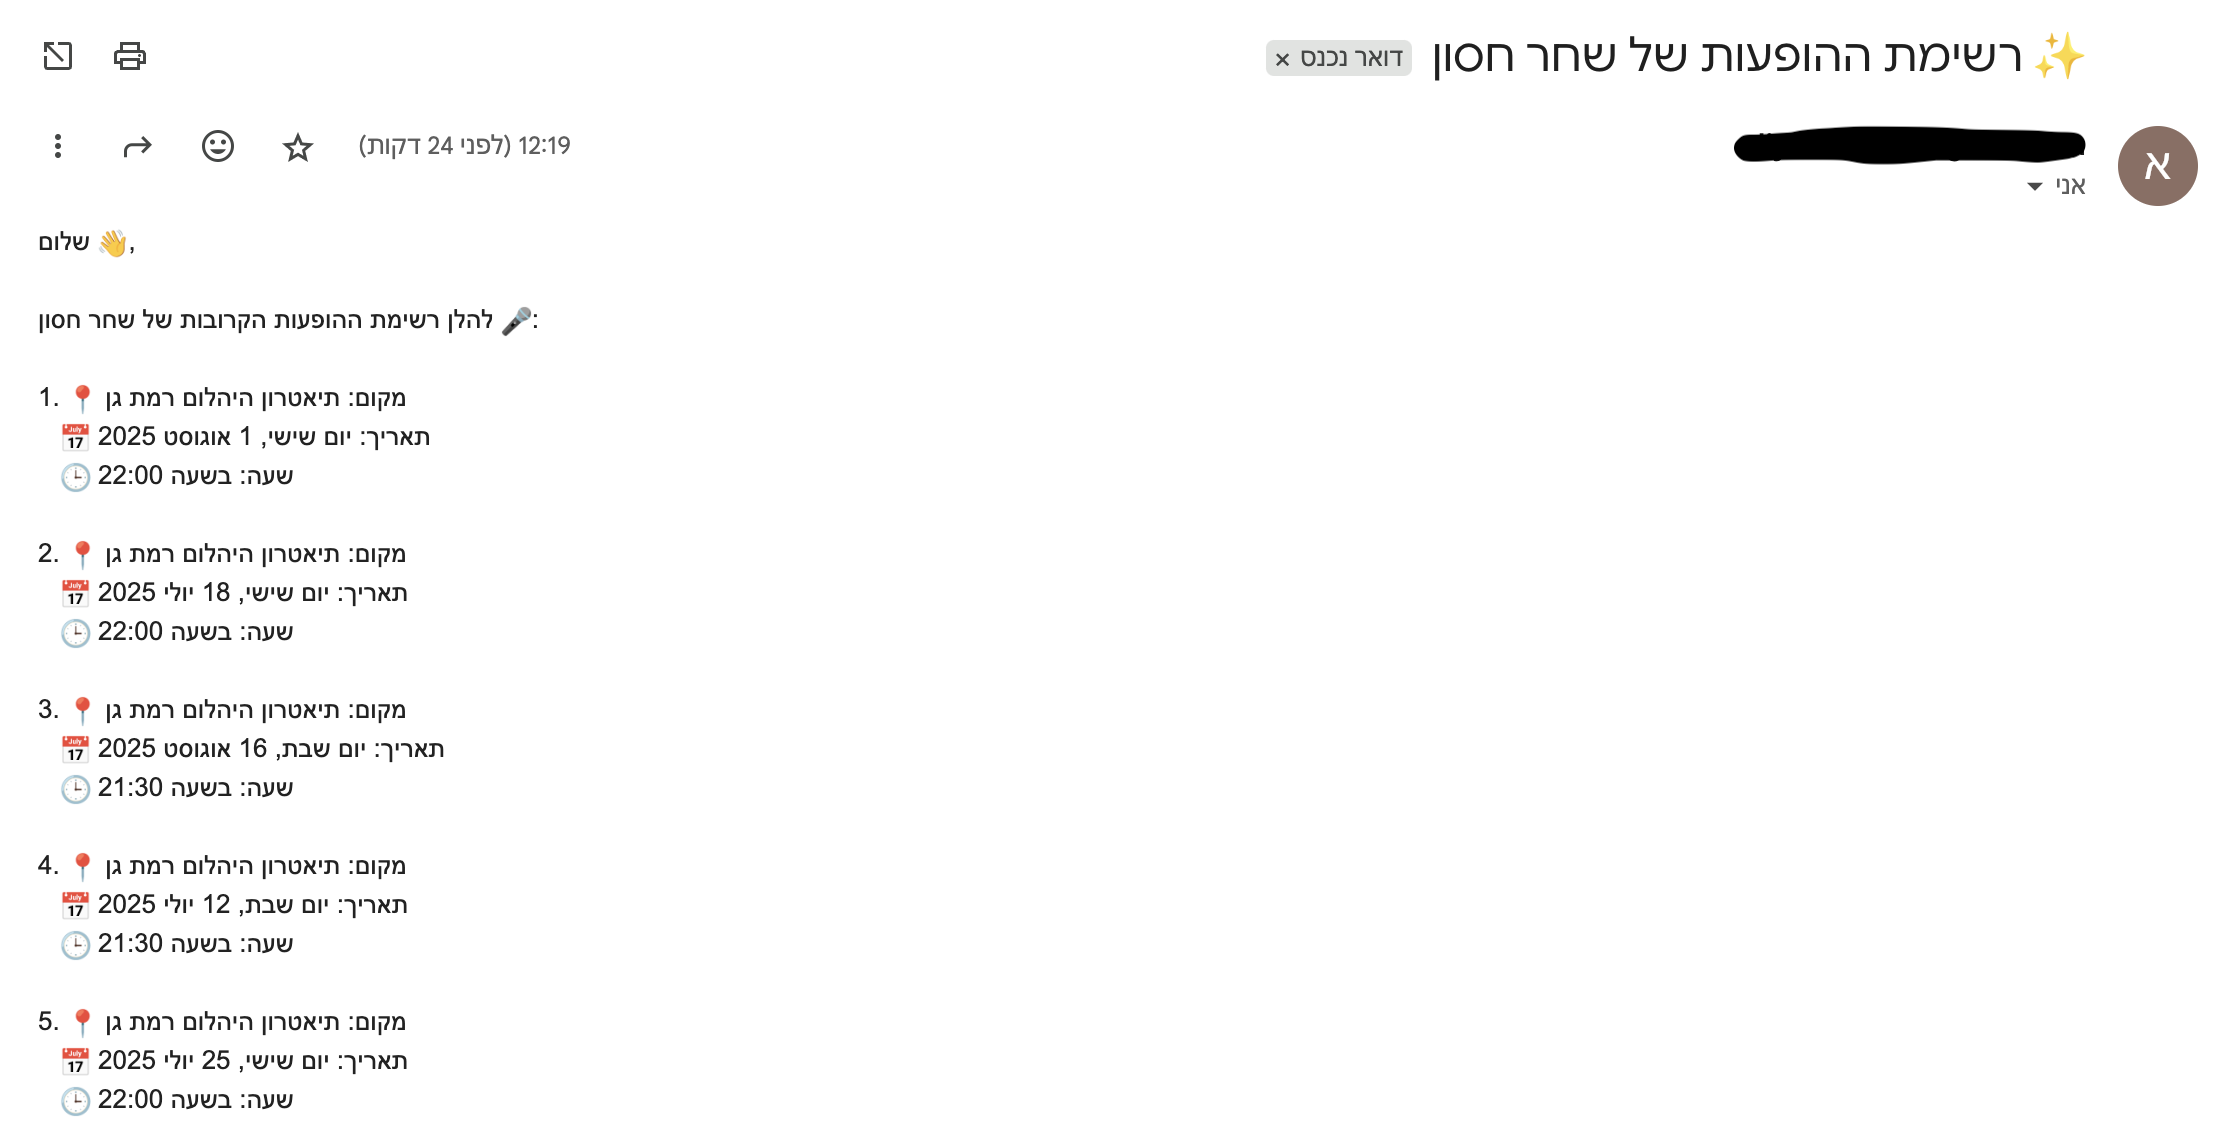 ✨ רשימת ההופעות של שחר חסון דואר נכנס ×
12:19 (לפני 24 דקות)
א
אני
שלום 👋,
להלן רשימת ההופעות הקרובות של שחר חסון 🎤:
1. 📍 מקום: תיאטרון היהלום רמת גן
📅 תאריך: יום שישי, 1 אוגוסט 2025
🕒 שעה: בשעה 22:00
2. 📍 מקום: תיאטרון היהלום רמת גן
📅 תאריך: יום שישי, 18 יולי 2025
🕒 שעה: בשעה 22:00
3. 📍 מקום: תיאטרון היהלום רמת גן
📅 תאריך: יום שבת, 16 אוגוסט 2025
🕒 שעה: בשעה 21:30
4. 📍 מקום: תיאטרון היהלום רמת גן
📅 תאריך: יום שבת, 12 יולי 2025
🕒 שעה: בשעה 21:30
5. 📍 מקום: תיאטרון היהלום רמת גן
📅 תאריך: יום שישי, 25 יולי 2025
🕒 שעה: בשעה 22:00